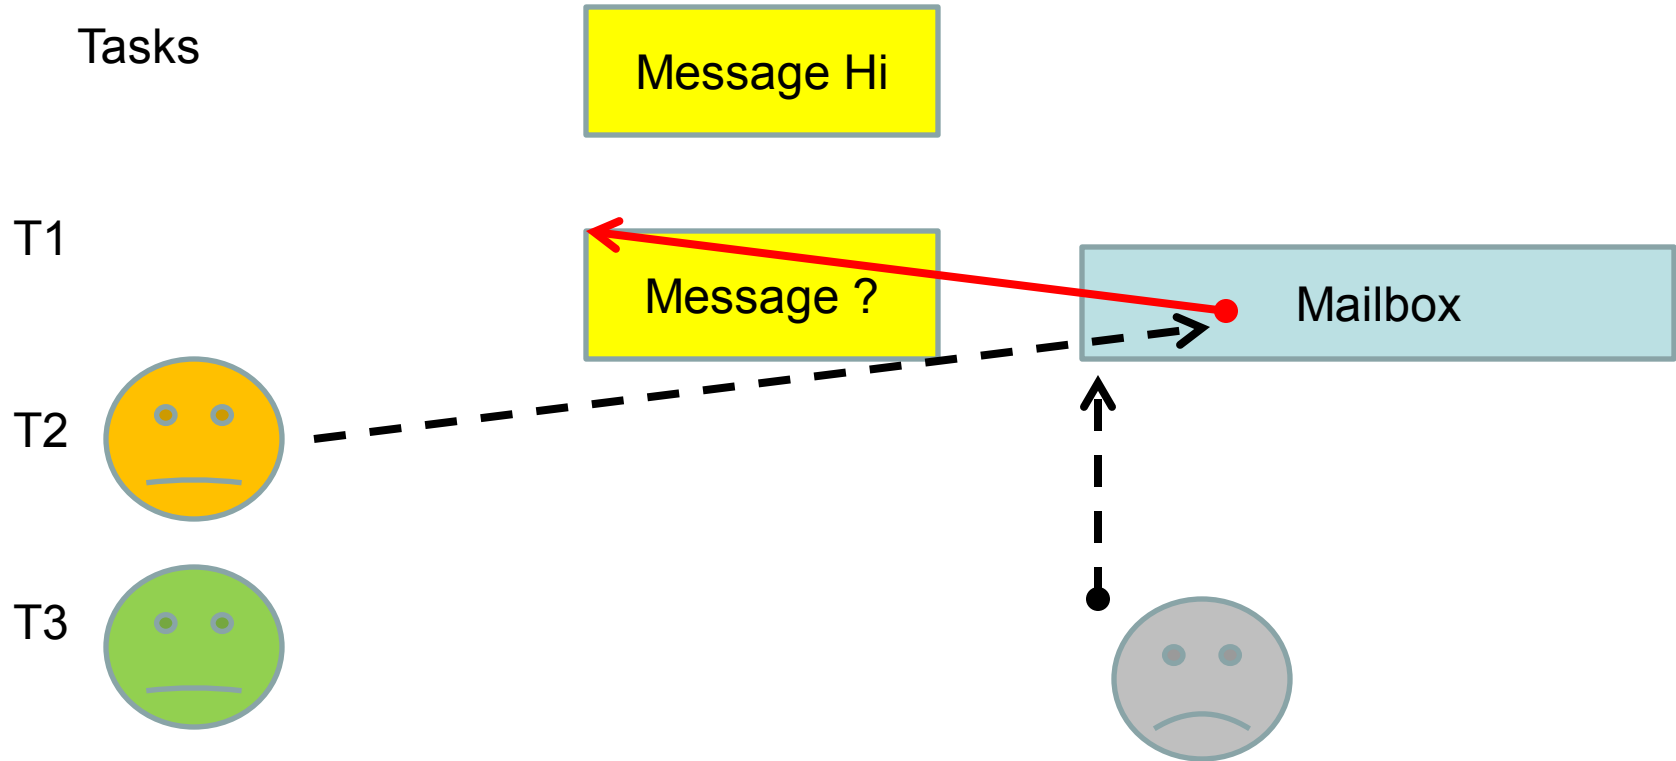 Tasks
Message Hi
T1
Message ?
Mailbox
T2
T3